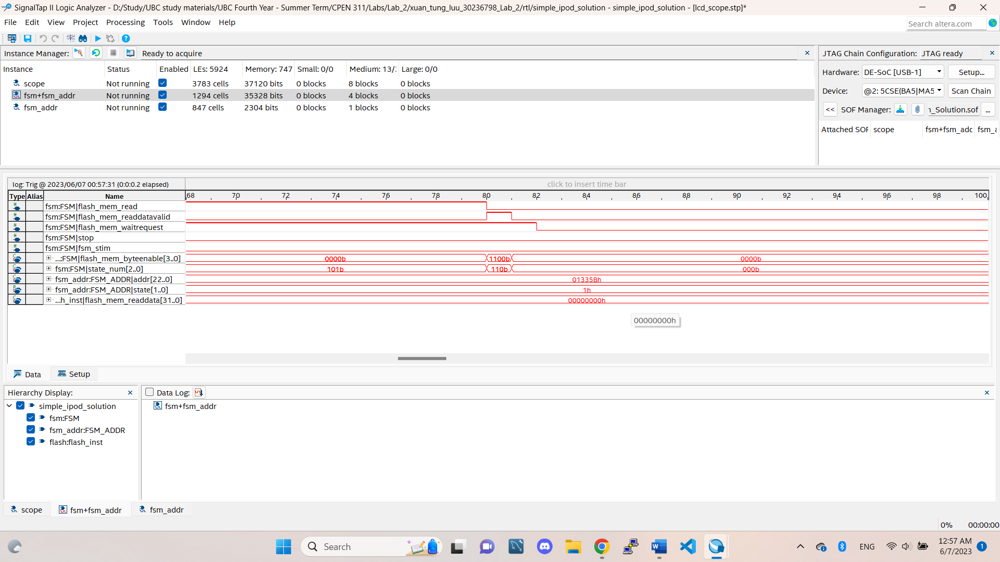 SignalTap II Logic Analyzer - D:/Study/UBC study materials/UBC Fourth Year - Summer Term/CPEN 311/Labs/Lab_2/xuan_tung_luu_30236798_Lab_2/rtl/simple_ipod_solution - simple_ipod_solution - [lcd_scope.stp]*
File Edit View Project Processing Tools Window Help
Search altera.com
Instance Manager: Ready to acquire
JTAG Chain Configuration: JTAG ready
Instance Status Enabled LEs: 5924 Memory: 747 Small: 0/0 Medium: 13/ Large: 0/0
scope Not running 3783 cells 37120 bits 0 blocks 8 blocks 0 blocks
fsm+fsm_addr Not running 1294 cells 35328 bits 0 blocks 4 blocks 0 blocks
fsm_addr Not running 847 cells 2304 bits 0 blocks 1 blocks 0 blocks
Hardware: DE-SoC [USB-1] Setup...
Device: @2: 5CSE(BA5|MA5 Scan Chain
<< SOF Manager: _Solution.sof ...
Attached SOF scope fsm+fsm_add fsm_a
log: Trig @ 2023/06/07 00:57:31 (0:0:0.2 elapsed) click to insert time bar
Type Alias Name 68 70 72 74 76 78 80 82 84 86 88 90 92 94 96 98 100
fsm:FSM|flash_mem_read
fsm:FSM|flash_mem_readdatavalid
fsm:FSM|flash_mem_waitrequest
fsm:FSM|stop
fsm:FSM|fsm_stim
...:FSM|flash_mem_byteenable[3..0] 0000b 1100b 0000b
fsm:FSM|state_num[2..0] 101b 110b 000b
fsm_addr:FSM_ADDR|addr[22..0] 01335Bh
fsm_addr:FSM_ADDR|state[1..0] 1h
...h_inst|flash_mem_readdata[31..0] 00000000h
00000000h
Data Setup
Hierarchy Display:
simple_ipod_solution
fsm:FSM
fsm_addr:FSM_ADDR
flash:flash_inst
Data Log:
fsm+fsm_addr
scope fsm+fsm_addr fsm_addr
0% 00:00:00
Search
ENG
12:57 AM
6/7/2023
1